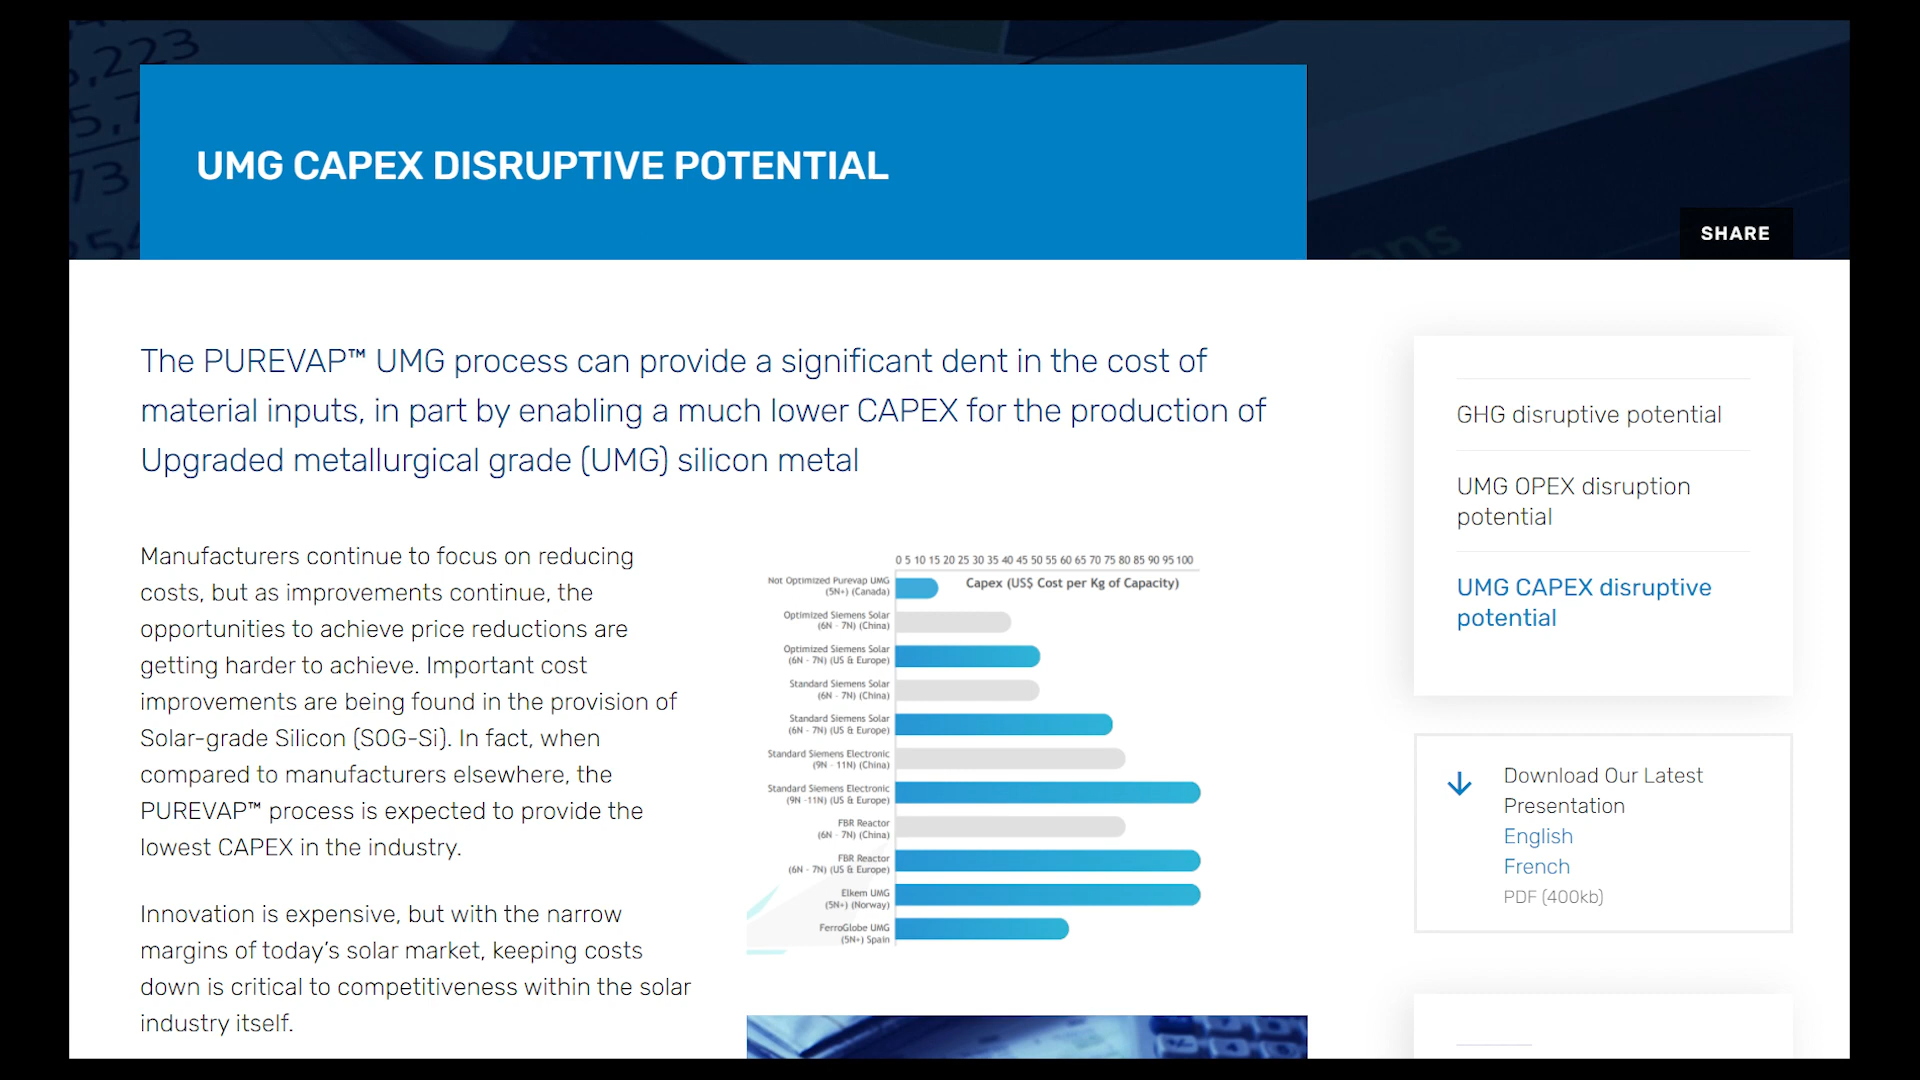 5,223
5,7
73
54
ons
UMG CAPEX DISRUPTIVE POTENTIAL
SHARE
The PUREVAP™ UMG process can provide a significant dent in the cost of
material inputs, in part by enabling a much lower CAPEX for the production of
Upgraded metallurgical grade (UMG) silicon metal
Manufacturers continue to focus on reducing
costs, but as improvements continue, the
opportunities to achieve price reductions are
getting harder to achieve. Important cost
improvements are being found in the provision of
Solar-grade Silicon (SOG-Si). In fact, when
compared to manufacturers elsewhere, the
PUREVAP™ process is expected to provide the
lowest CAPEX in the industry.
Innovation is expensive, but with the narrow
margins of today's solar market, keeping costs
down is critical to competitiveness within the solar
industry itself.
0 5 10 15 20 25 30 35 40 45 50 55 60 65 70 75 80 85 90 95 100
Capex (US$ Cost per Kg of Capacity)
Not Optimized Purevap UMG
(5N+) (Canada)
Optimized Siemens Solar
(6N - 7N) (China)
Optimized Siemens Solar
(6N - 7N) (US & Europe)
Standard Siemens Solar
(6N - 7N) (China)
Standard Siemens Solar
(6N - 7N) (US & Europe)
Standard Siemens Electronic
(9N - 11N) (China)
Standard Siemens Electronic
(9N -11N) (US & Europe)
FBR Reactor
(6N - 7N) (China)
FBR Reactor
(6N - 7N) (US & Europe)
Elkem UMG
(5N+) (Norway)
FerroGlobe UMG
(5N+) Spain
GHG disruptive potential
UMG OPEX disruption
potential
UMG CAPEX disruptive
potential
Download Our Latest
Presentation
English
French
PDF (400kb)